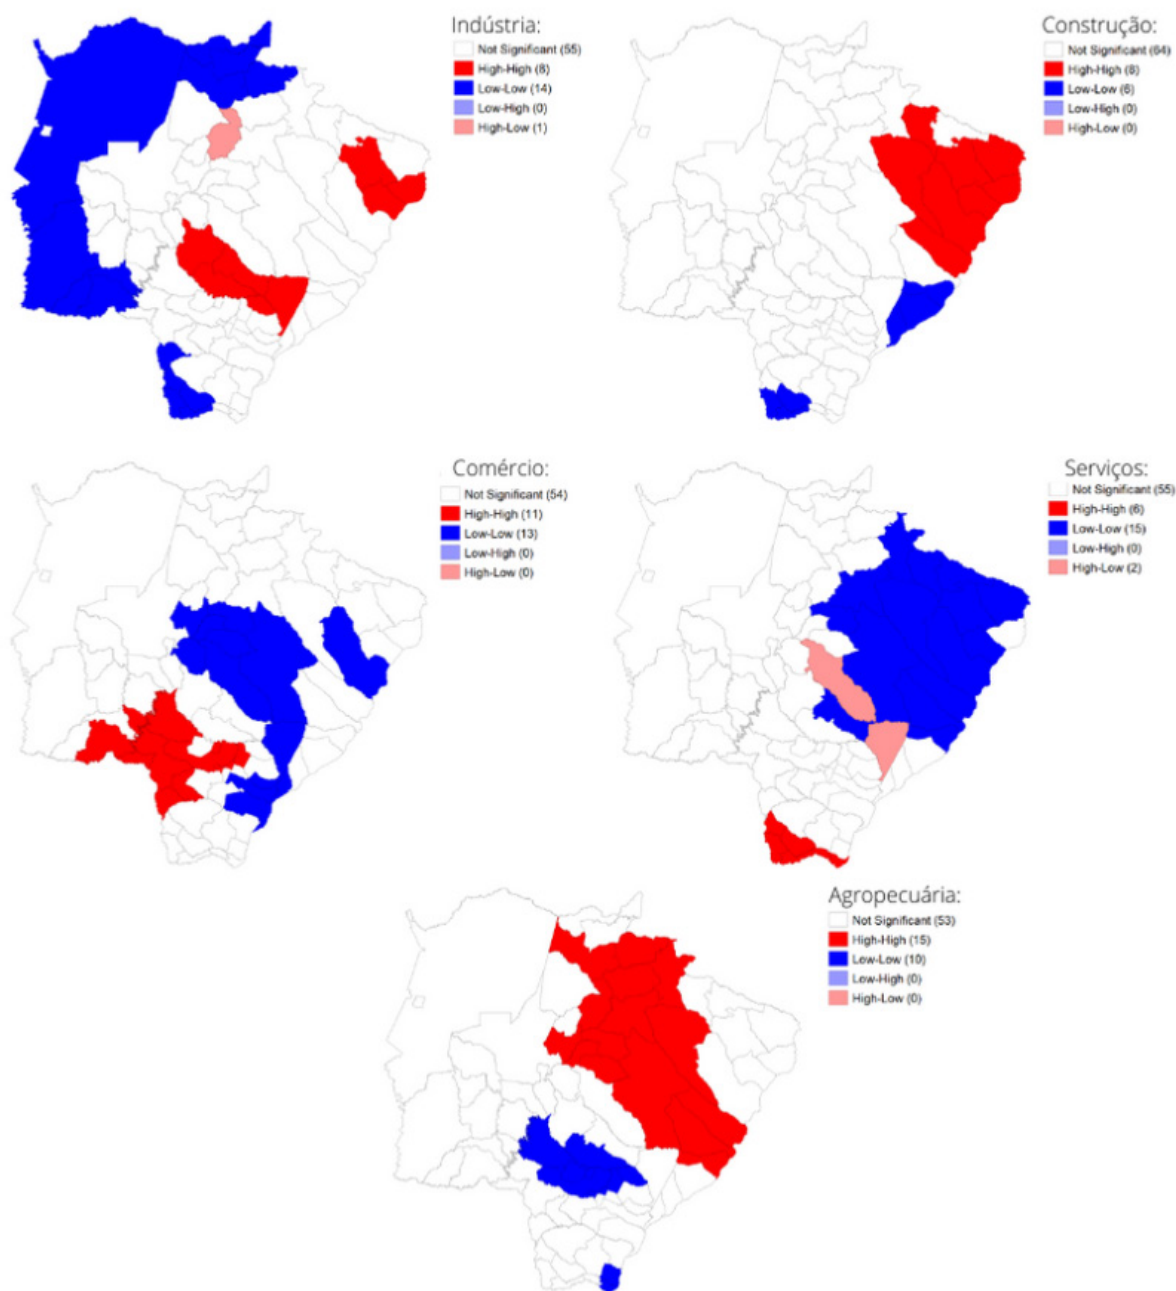 Indústria:
Not Significant (55)
High-High (8)
Low-Low (14)
Low-High (0)
High-Low (1)
Construção:
Not Significant (64)
High-High (8)
Low-Low (6)
Low-High (0)
High-Low (0)
Comércio:
Not Significant (54)
High-High (11)
Low-Low (13)
Low-High (0)
High-Low (0)
Serviços:
Not Significant (55)
High-High (6)
Low-Low (15)
Low-High (0)
High-Low (2)
Agropecuária:
Not Significant (53)
High-High (15)
Low-Low (10)
Low-High (0)
High-Low (0)